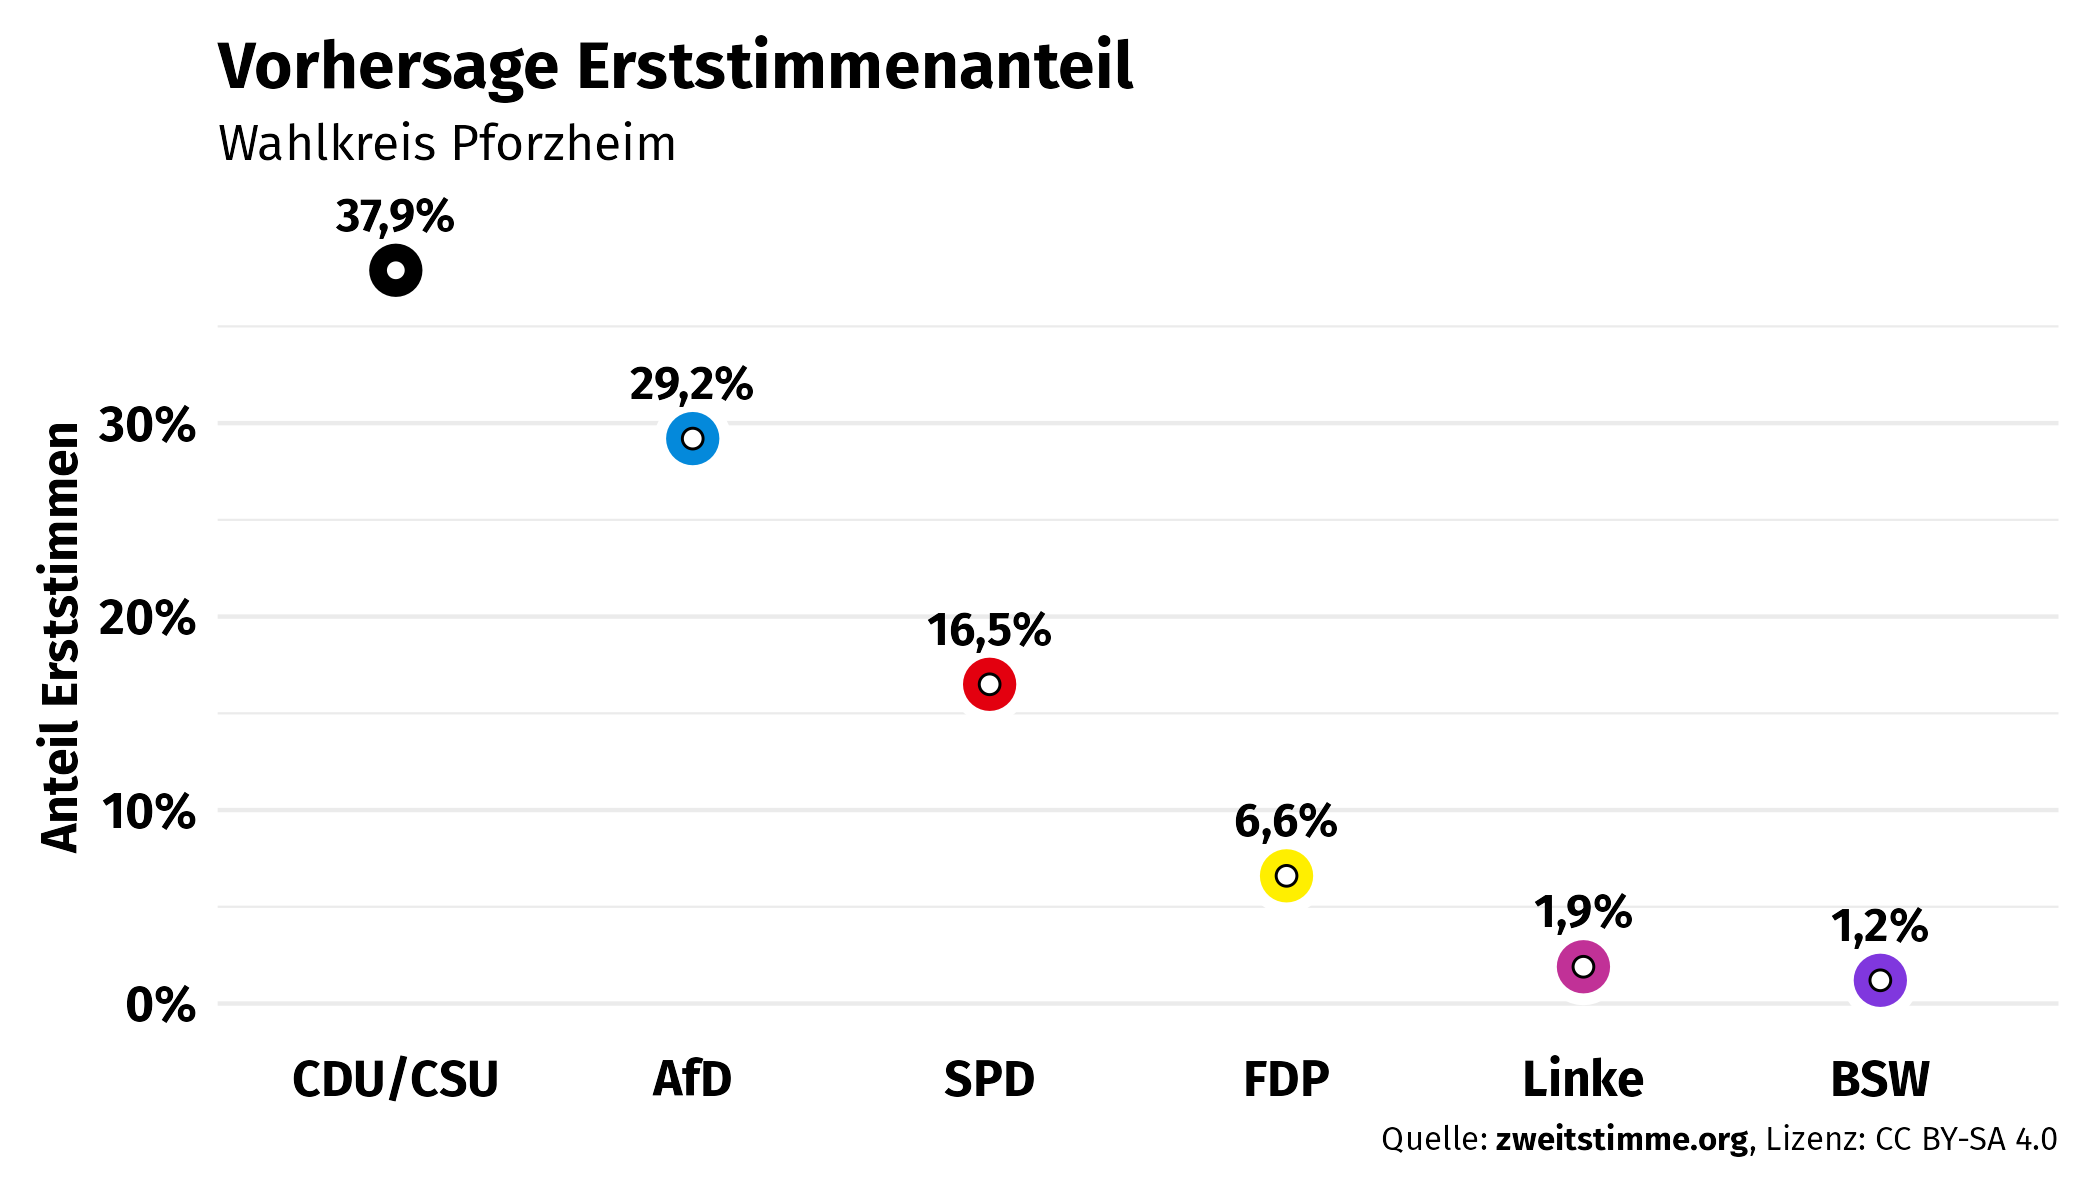 Vorhersage Erststimmenanteil
Wahlkreis Pforzheim
37,9%
29,2%
16,5%
6,6%
1,9%
1,2%
Anteil Erststimmen
30%
20%
10%
0%
CDU/CSU AfD SPD FDP Linke BSW
Quelle: zweitstimme.org, Lizenz: CC BY-SA 4.0